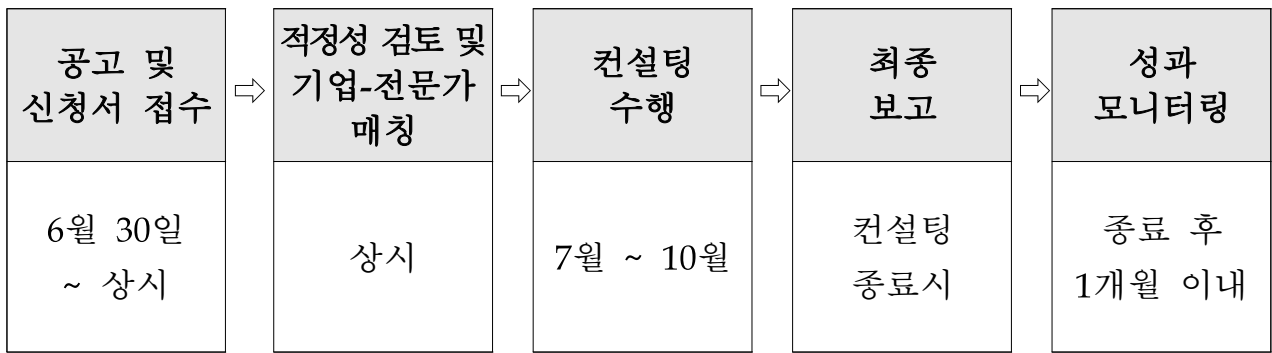 공고 및
신청서 접수
⇨
적정성 검토 및
기업-전문가
매칭
⇨
컨설팅
수행
⇨
최종
보고
⇨
성과
모니터링
6월 30일
~ 상시
상시
7월 ~ 10월
컨설팅
종료시
종료 후
1개월 이내